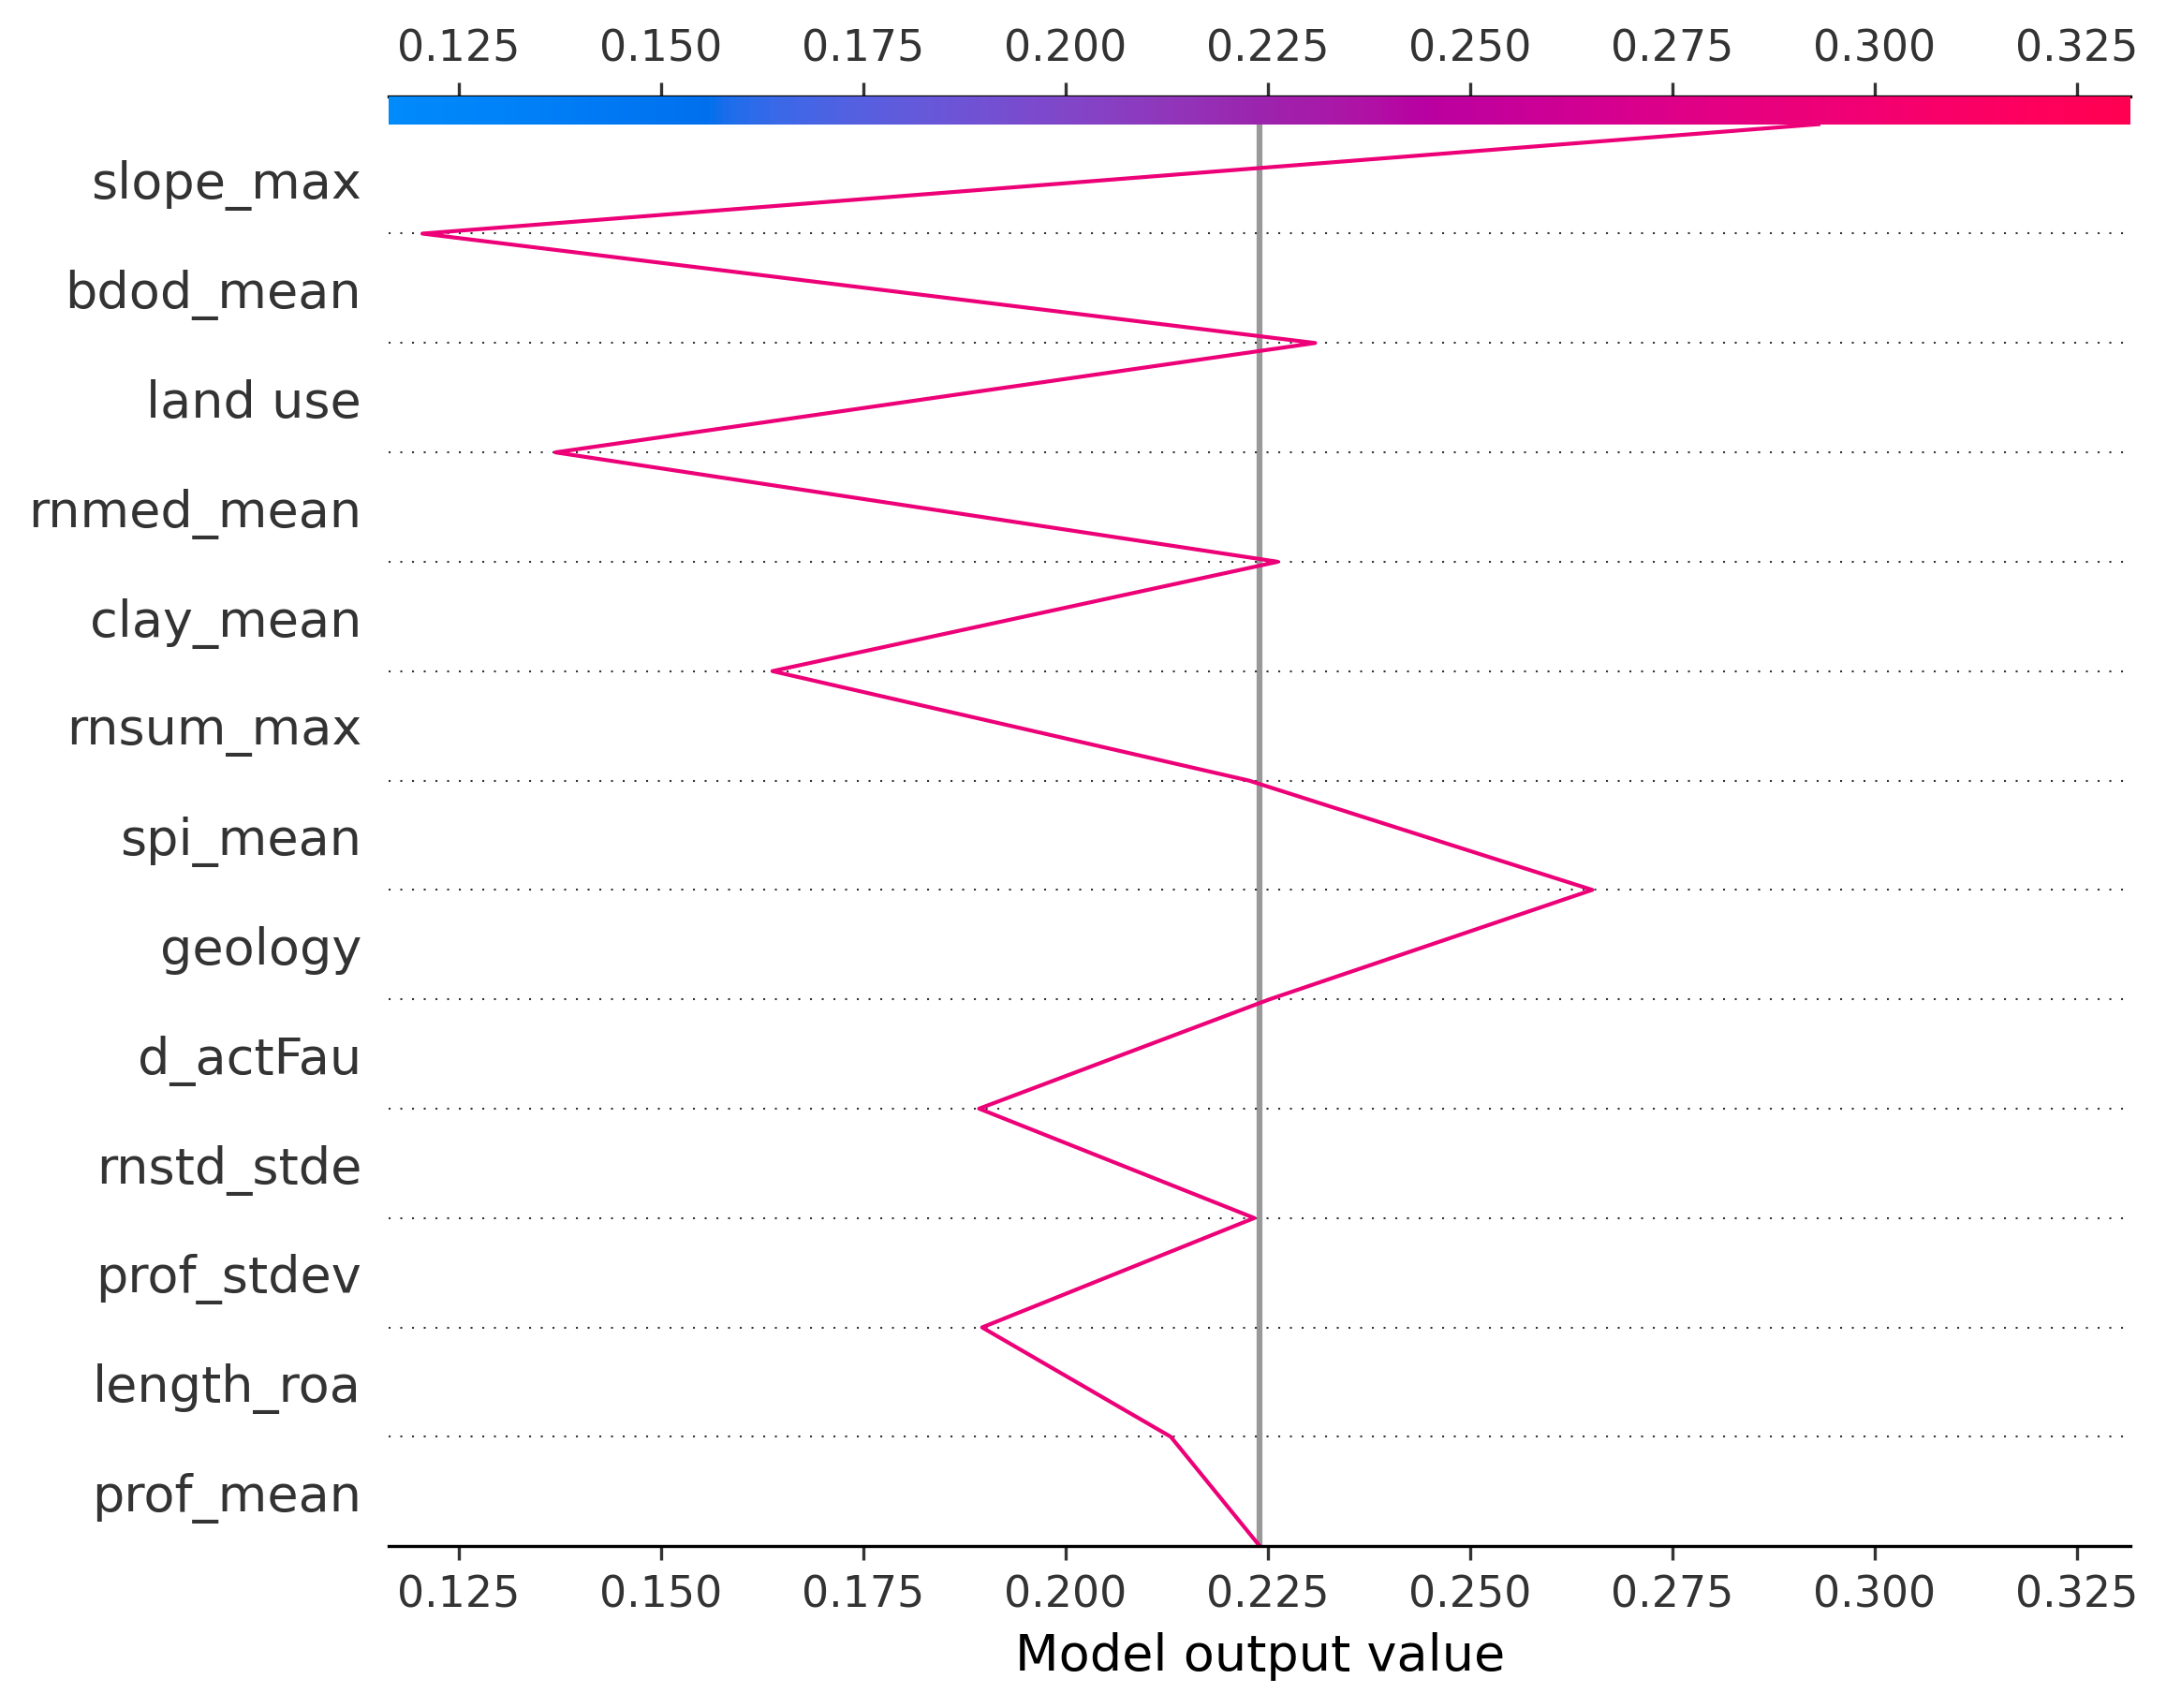 0.125 0.150 0.175 0.200 0.225 0.250 0.275 0.300 0.325
slope_max
bdod_mean
land use
rnmed_mean
clay_mean
rnsum_max
spi_mean
geology
d_actFau
rnstd_stde
prof_stdev
length_roa
prof_mean
0.125 0.150 0.175 0.200 0.225 0.250 0.275 0.300 0.325
Model output value